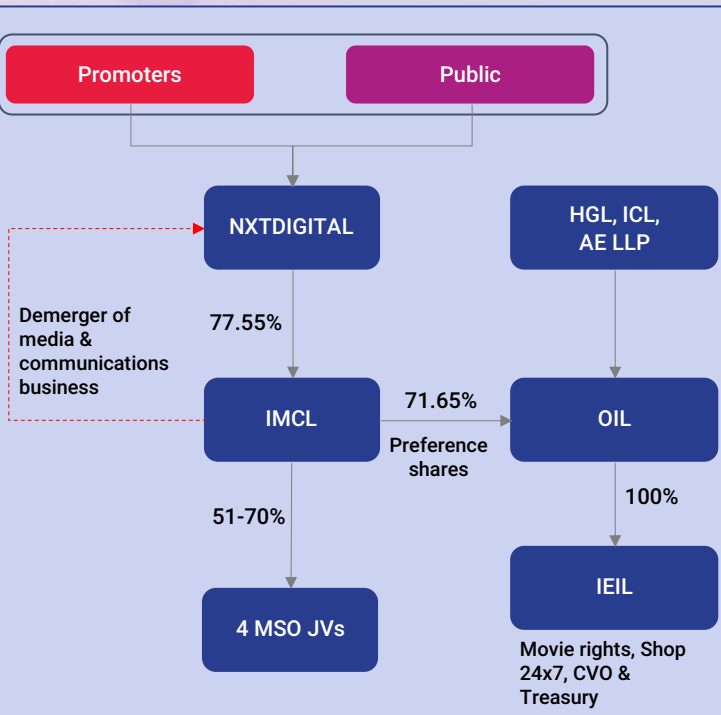 Promoters
Public
NXTDIGITAL
HGL, ICL,
AE LLP
Demerger of
media &
communications
business
77.55%
IMCL
71.65%
Preference
shares
OIL
51-70%
100%
4 MSO JVs
IEIL
Movie rights, Shop
24x7, CVO &
Treasury